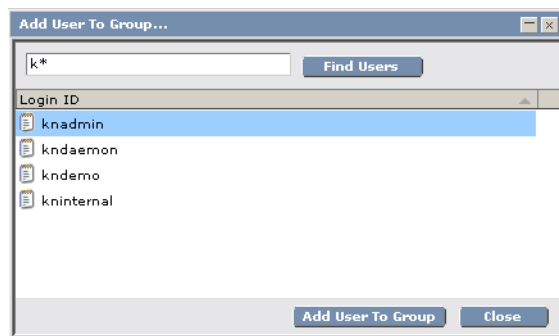 Add User To Group...
k*
Find Users
Login ID
knadmin
kndaemon
kndemo
kninternal
Add User To Group
Close